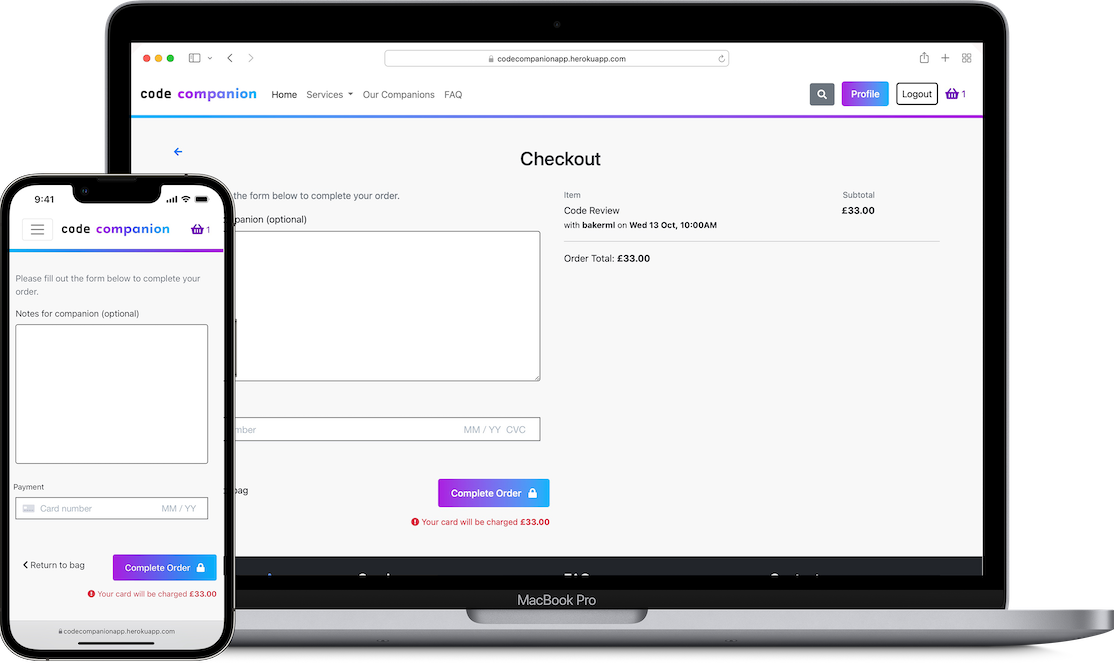 codecompanionapp.herokuapp.com
code companion Home Services Our Companions FAQ Profile Logout 1
Checkout
the form below to complete your order.
(optional)
MM / YY CVC
bag
Complete Order
Your card will be charged £33.00
Item Subtotal
Code Review £33.00
with bakerml on Wed 13 Oct, 10:00AM
Order Total: £33.00
MacBook Pro
9:41
code companion 1
Please fill out the form below to complete your
order.
Notes for companion (optional)
Payment
Card number MM / YY
Return to bag Complete Order
Your card will be charged £33.00
codecompanionapp.herokuapp.com